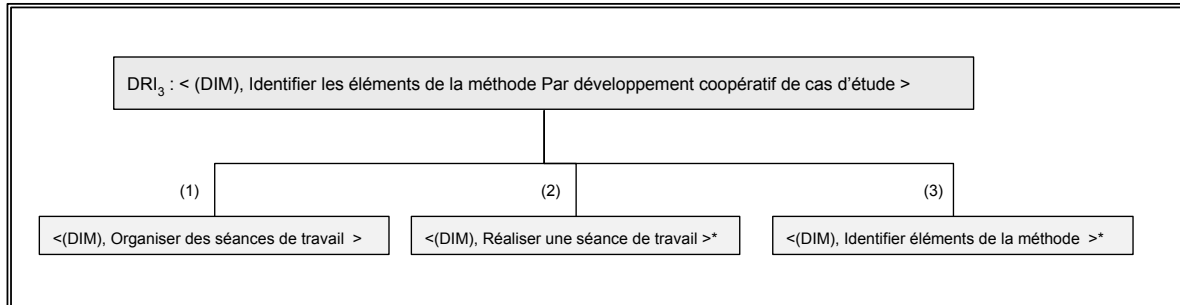 DRI3 : < (DIM), Identifier les éléments de la méthode Par développement coopératif de cas d’étude >
(1)
(2)
(3)
<(DIM), Organiser des séances de travail >
<(DIM), Réaliser une séance de travail >*
<(DIM), Identifier éléments de la méthode >*